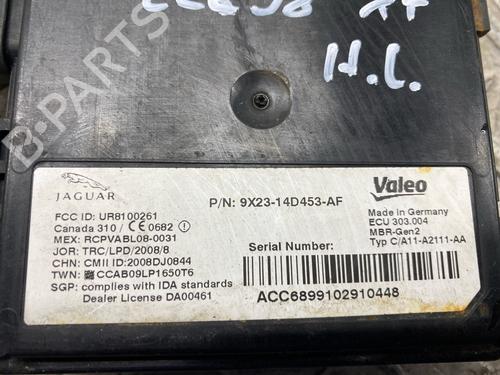 XF
H.L.
B-PARTS
JAGUAR
P/N: 9X23-14D453-AF
Valeo
Made in Germany
ECU 303.004
MBR-Gen2
Typ C/A11-A2111-AA
FCC ID: UR8100261
Canada 310 / CE 0682
MEX: RCPVABL08-0031
JOR: TRC/LPD/2008/8
CHN: CMII ID:2008DJ0844
TWN: CCAB09LP1650T6
SGP: complies with IDA standards
Dealer License DA00461
Serial Number:
ACC6899102910448